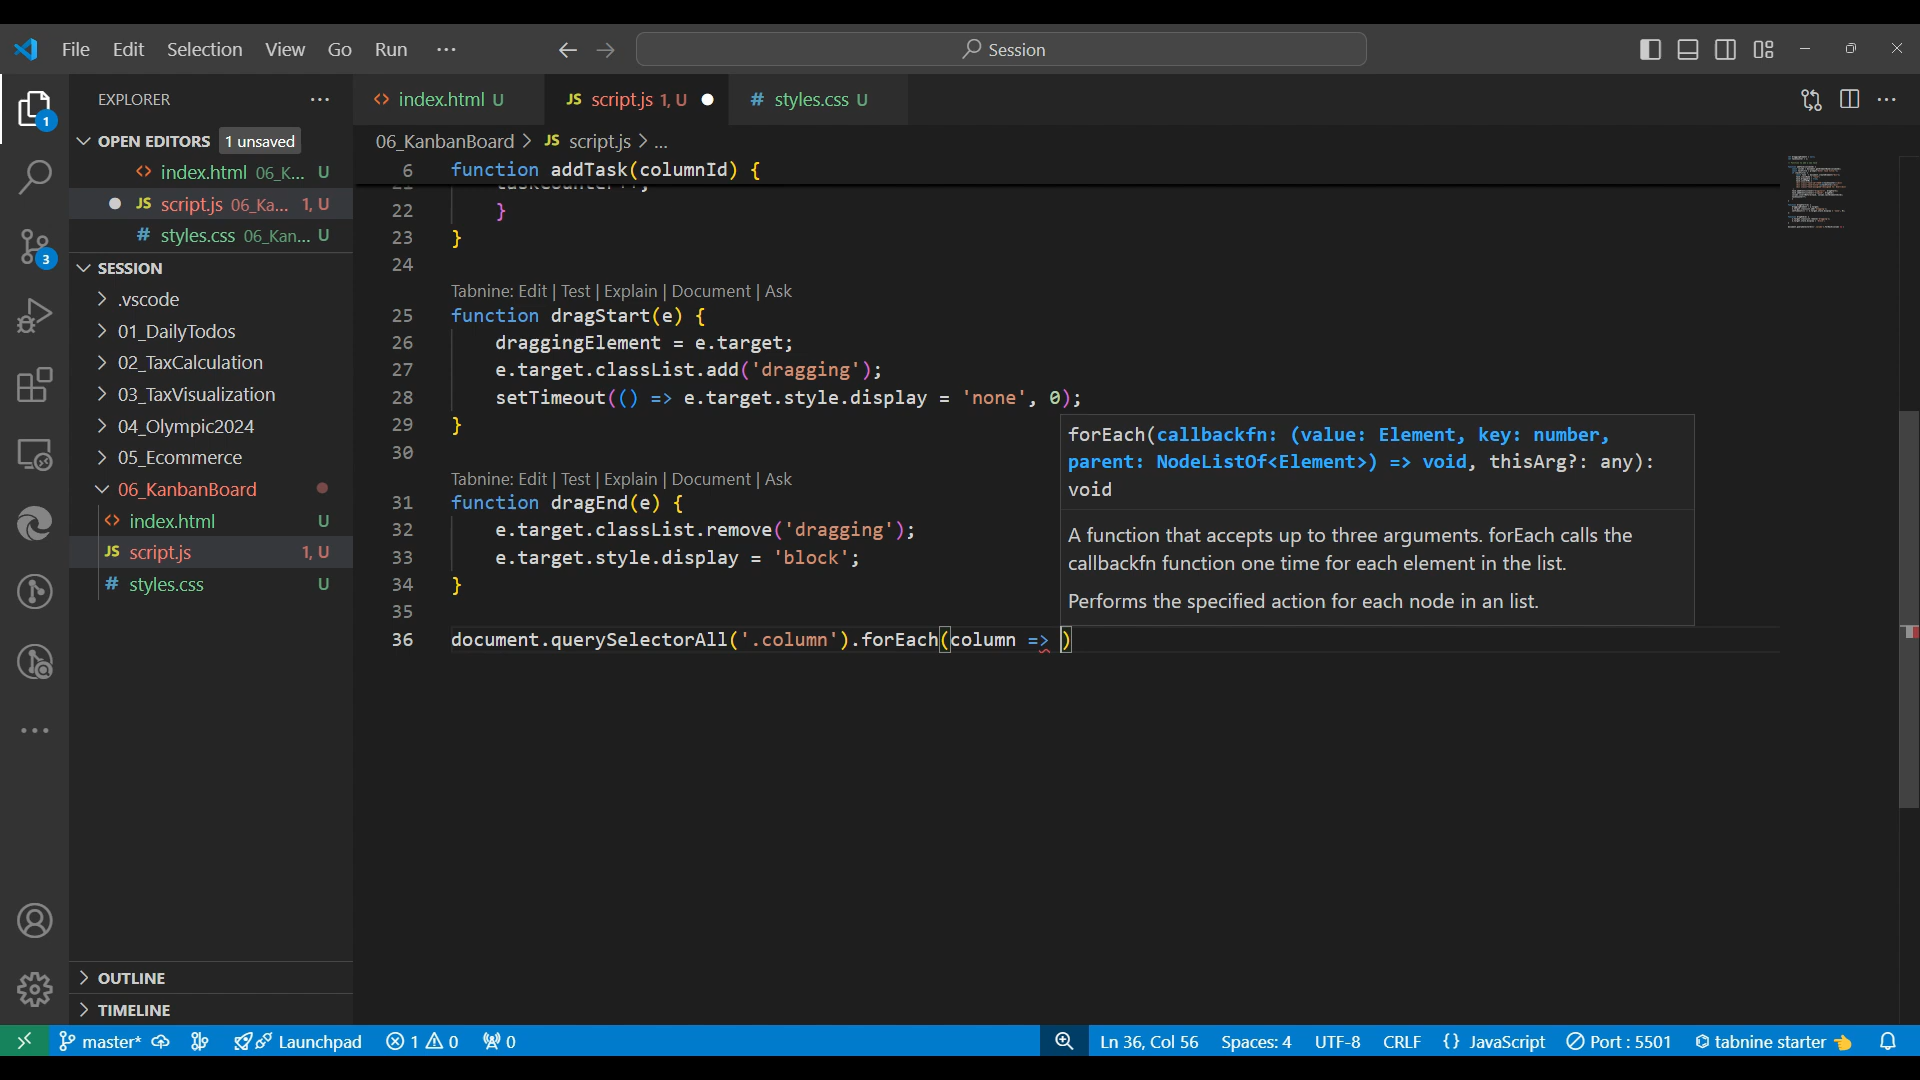 File Edit Selection View Go Run ···
Session
EXPLORER ···
index.html U
JS script.js 1, U
# styles.css U
OPEN EDITORS 1 unsaved
06_KanbanBoard > JS script.js > ...
index.html 06_K... U
6 function addTask(columnId) {
JS script.js 06_Ka... 1, U
taskCounter++;
22 }
# styles.css 06_Kan... U
23 }
SESSION
24
.vscode
Tabnine: Edit | Test | Explain | Document | Ask
01_DailyTodos
25 function dragStart(e) {
26 draggingElement = e.target;
02_TaxCalculation
27 e.target.classList.add('dragging');
03_TaxVisualization
28 setTimeout(() => e.target.style.display = 'none', 0);
04_Olympic2024
29 }
30
05_Ecommerce
forEach(callbackfn: (value: Element, key: number,
parent: NodeListOf<Element>) => void, thisArg?: any):
void
Tabnine: Edit | Test | Explain | Document | Ask
06_KanbanBoard
31 function dragEnd(e) {
index.html U
32 e.target.classList.remove('dragging');
A function that accepts up to three arguments. forEach calls the
callbackfn function one time for each element in the list.
JS script.js 1, U
33 e.target.style.display = 'block';
# styles.css U
34 }
Performs the specified action for each node in an list.
35
36 document.querySelectorAll('.column').forEach(column => )
1
3
OUTLINE
TIMELINE
master* Launchpad 1 0 0 Ln 36, Col 56 Spaces: 4 UTF-8 CRLF {} JavaScript Port : 5501 tabnine starter